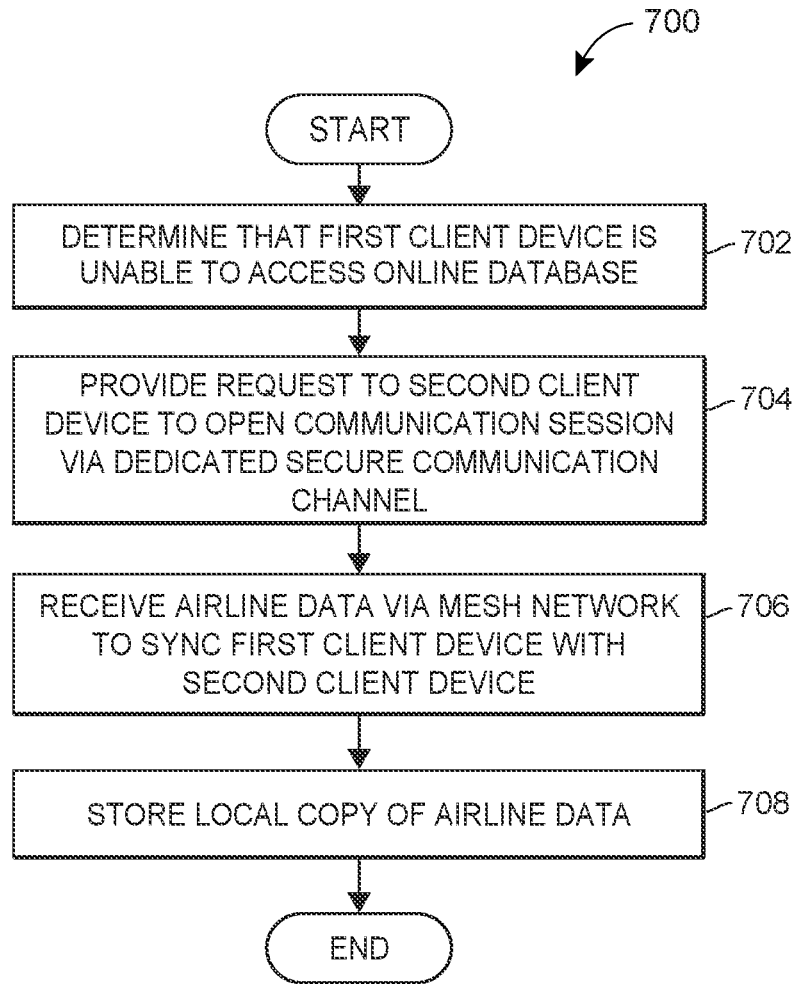 700
START
DETERMINE THAT FIRST CLIENT DEVICE IS
UNABLE TO ACCESS ONLINE DATABASE
702
PROVIDE REQUEST TO SECOND CLIENT
DEVICE TO OPEN COMMUNICATION SESSION
VIA DEDICATED SECURE COMMUNICATION
CHANNEL
704
RECEIVE AIRLINE DATA VIA MESH NETWORK
TO SYNC FIRST CLIENT DEVICE WITH
SECOND CLIENT DEVICE
706
STORE LOCAL COPY OF AIRLINE DATA
708
END